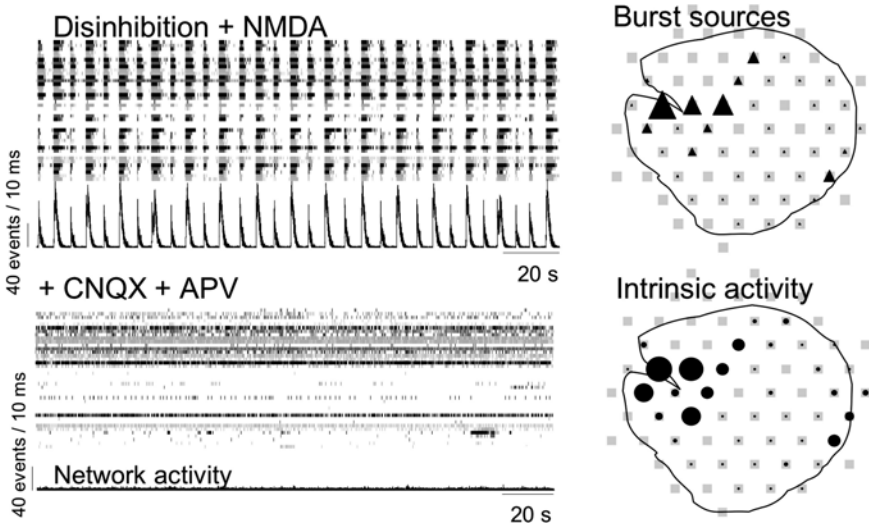 Disinhibition + NMDA
Burst sources
40 events / 10 ms
20 s
+ CNQX + APV
Intrinsic activity
40 events / 10 ms
Network activity
20 s